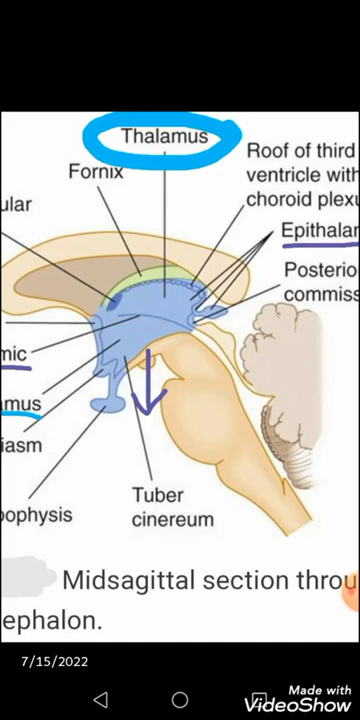 Thalamus
Fornix
Roof of third
ventricle with
choroid plexu
ular
Epithalar
Posterio
commiss
mic
mus
iasm
Tuber
cinereum
ophysis
Midsagittal section throu
ephalon.
7/15/2022
Made with
VideoShow